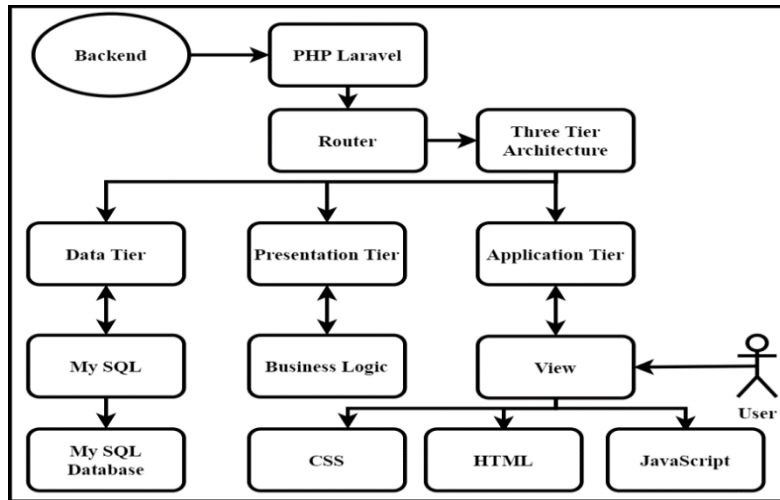 Backend
PHP Laravel
Router
Three Tier
Architecture
Data Tier
Presentation Tier
Application Tier
My SQL
Business Logic
View
User
My SQL
Database
CSS
HTML
JavaScript